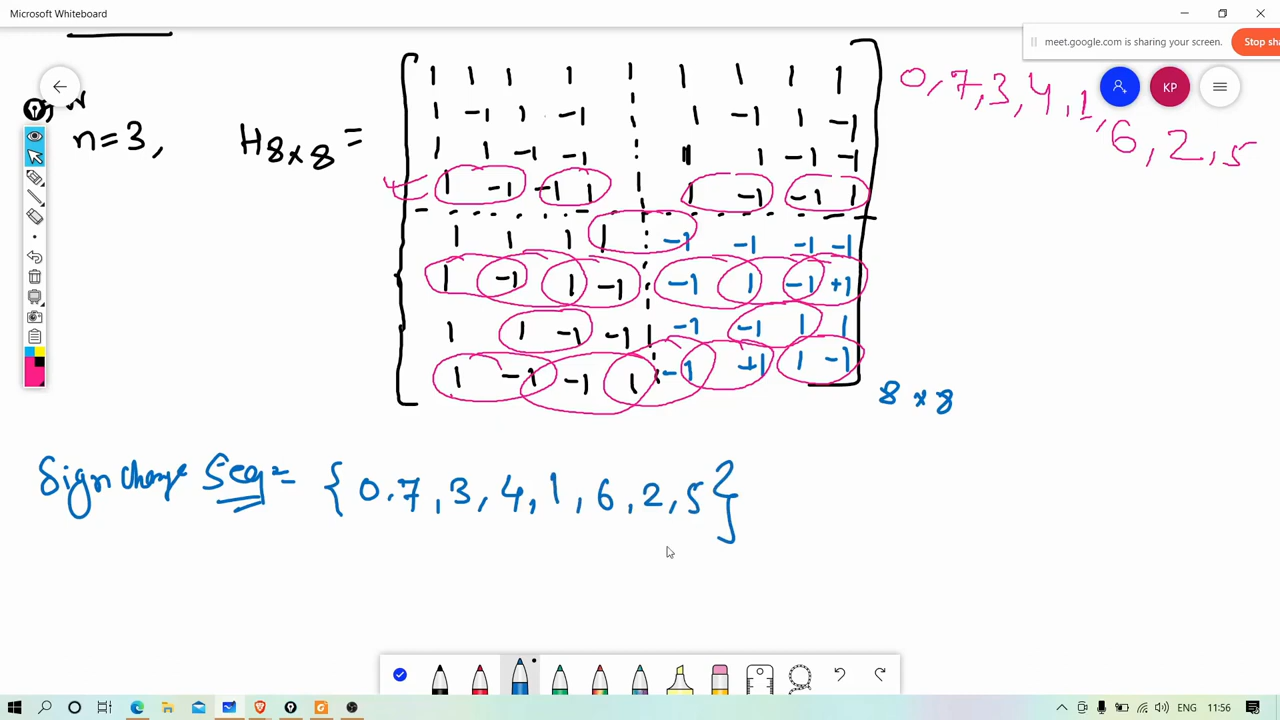 Microsoft Whiteboard
meet.google.com is sharing your screen.
Stop sha
KP
n=3,
H8x8 =
1 1 1 1 1 1 1 1
1 -1 1 -1 1 -1 1 -1
1 1 -1 -1 1 1 -1 -1
1 -1 -1 1 1 -1 -1 1
1 1 1 1 -1 -1 -1 -1
1 -1 1 -1 -1 1 -1 +1
1 1 -1 -1 -1 -1 1 1
1 -1 -1 1 -1 +1 1 -1
0, 7, 3, 4, 1,
6, 2, 5
8 x 8
Sign change Seq = {0, 7, 3, 4, 1, 6, 2, 5}
ENG
11:56